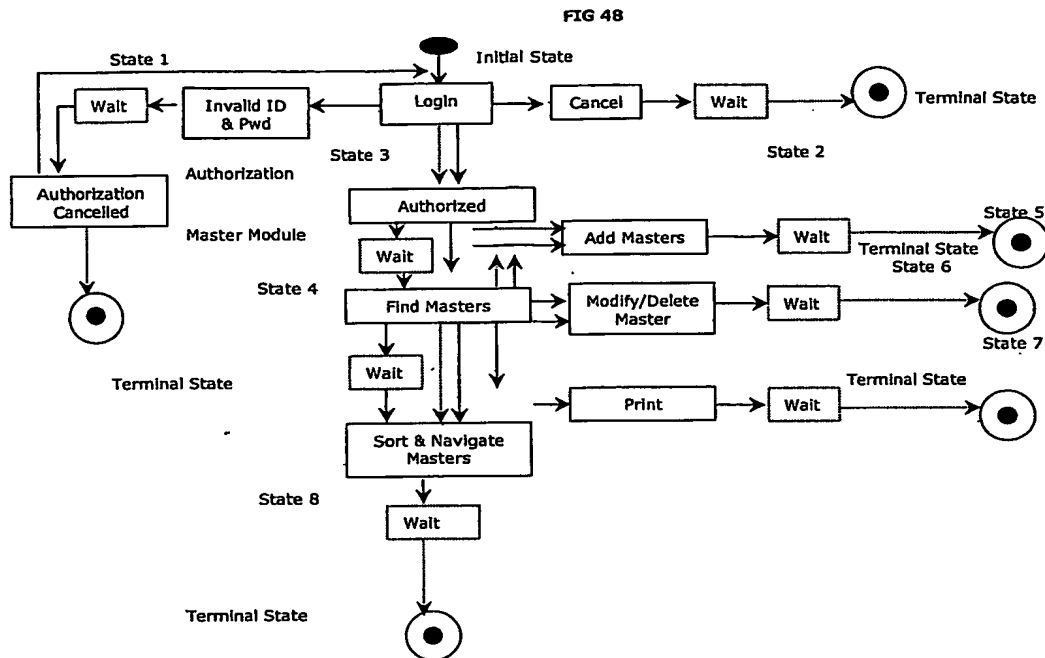 FIG 48
State 1
Initial State
Wait
Invalid ID
& Pwd
Login
Cancel
Wait
Terminal State
State 3
State 2
Authorization
Authorization
Cancelled
Authorized
Master Module
Wait
Add Masters
Wait
State 5
Terminal State
State 6
State 4
Find Masters
Modify/Delete
Master
Wait
State 7
Wait
Terminal State
Terminal State
Print
Wait
Sort & Navigate
Masters
State 8
Wait
Terminal State